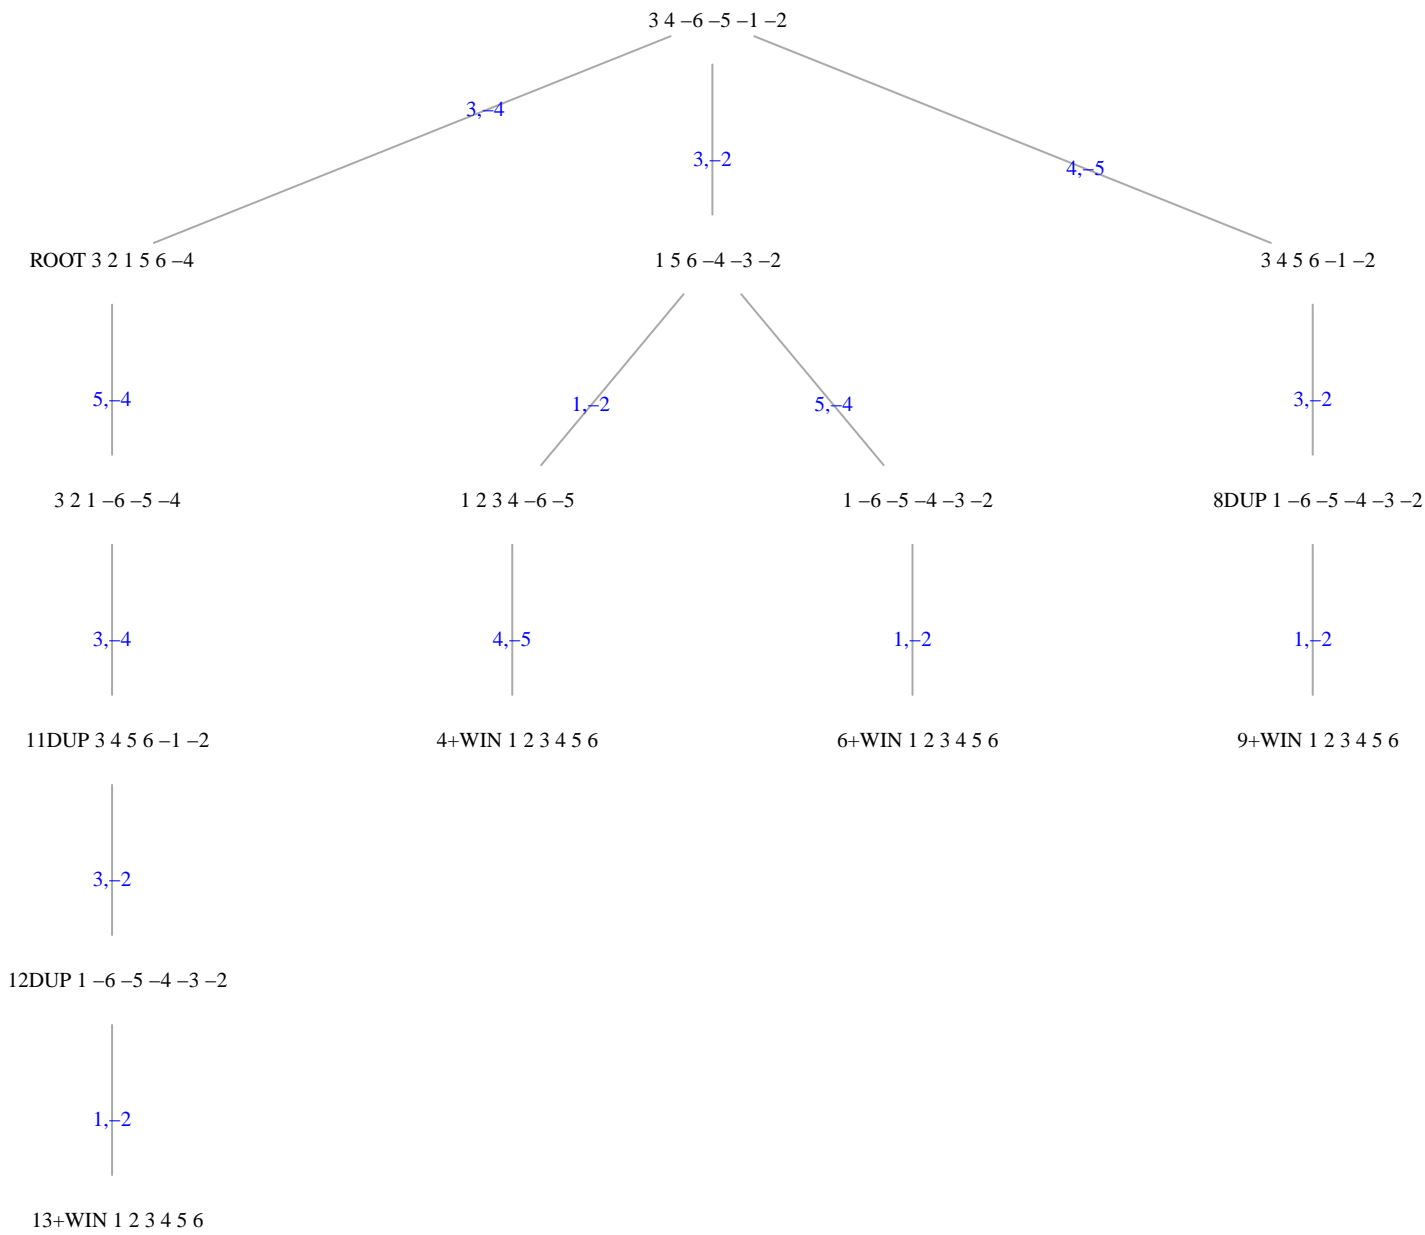 3 4 –6 –5 –1 –2
3,–4
3,–2
4,–5
ROOT 3 2 1 5 6 –4
1 5 6 –4 –3 –2
3 4 5 6 –1 –2
5,–4
1,–2
5,–4
3,–2
3 2 1 –6 –5 –4
1 2 3 4 –6 –5
1 –6 –5 –4 –3 –2
8DUP 1 –6 –5 –4 –3 –2
3,–4
4,–5
1,–2
1,–2
11DUP 3 4 5 6 –1 –2
4+WIN 1 2 3 4 5 6
6+WIN 1 2 3 4 5 6
9+WIN 1 2 3 4 5 6
3,–2
12DUP 1 –6 –5 –4 –3 –2
1,–2
13+WIN 1 2 3 4 5 6